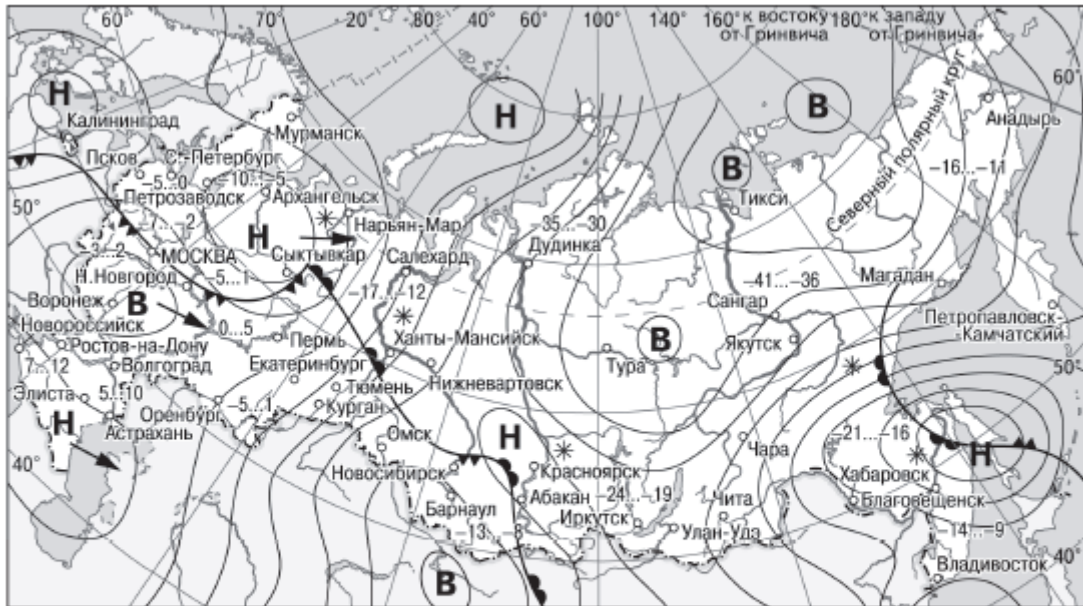 60° 70° 20° 80° 40° 60° 100° 140° 160° к востоку 180° к западу
от Гринвича от Гринвича
60°
Н
Калининград
Мурманск
Н
В
Северный полярный круг
Анадырь
Псков С.-Петербург
–5...0 –10...–5
Петрозаводск Архангельск
50°
–7...–2
Н
Нарьян-Мар
–35...–30
Дудинка
В
Тикси
–16...–11
–3...2
МОСКВА
Сыктывкар
Салехард
Н.Новгород
–5...1
–17...–12
–41...–36
Магадан
Воронеж
В
0...5
Сангар
Петропавловск-
Камчатский
Новороссийск
Ростов-на-Дону
Пермь
Ханты-Мансийск
Тура
В
Якутск
7...12
Волгоград
Екатеринбург
Тюмень
Нижневартовск
50°
Элиста
5...10
Оренбург
–5...1
Курган
Н
Астрахань
Омск
Н
Чара
–21...–16
Н
40°
Новосибирск
Красноярск
Хабаровск
Барнаул
Абакан
–24...–19
Чита
Благовещенск
Иркутск
Улан-Удэ
–13...–8
–14...–9
40°
В
Владивосток